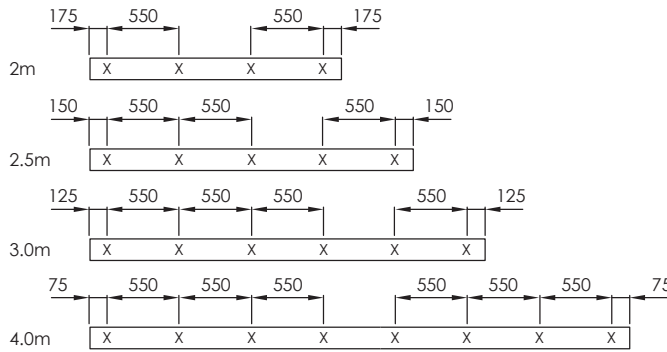 175 550 550 175
2m X X X X
150 550 550 550 150
2.5m X X X X X
125 550 550 550 550 125
3.0m X X X X X X
75 550 550 550 550 550 550 75
4.0m X X X X X X X X